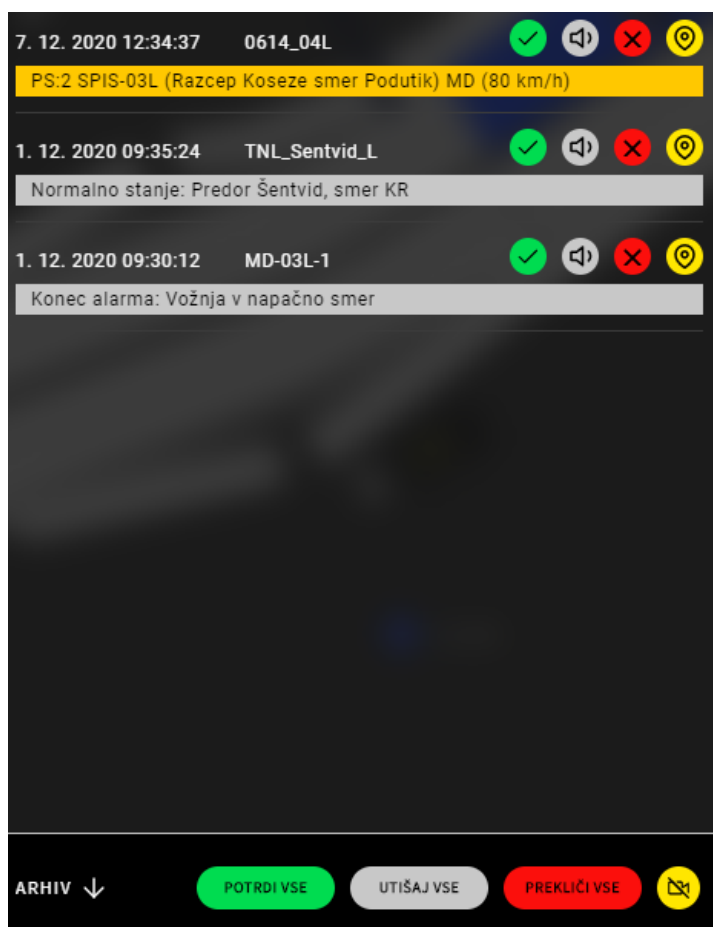 7. 12. 2020 12:34:37 0614_04L
PS:2 SPIS-03L (Razcep Koseze smer Podutik) MD (80 km/h)
1. 12. 2020 09:35:24 TNL_Sentvid_L
Normalno stanje: Predor Šentvid, smer KR
1. 12. 2020 09:30:12 MD-03L-1
Konec alarma: Vožnja v napačno smer
ARHIV POTRDI VSE UTIŠAJ VSE PREKLIČI VSE